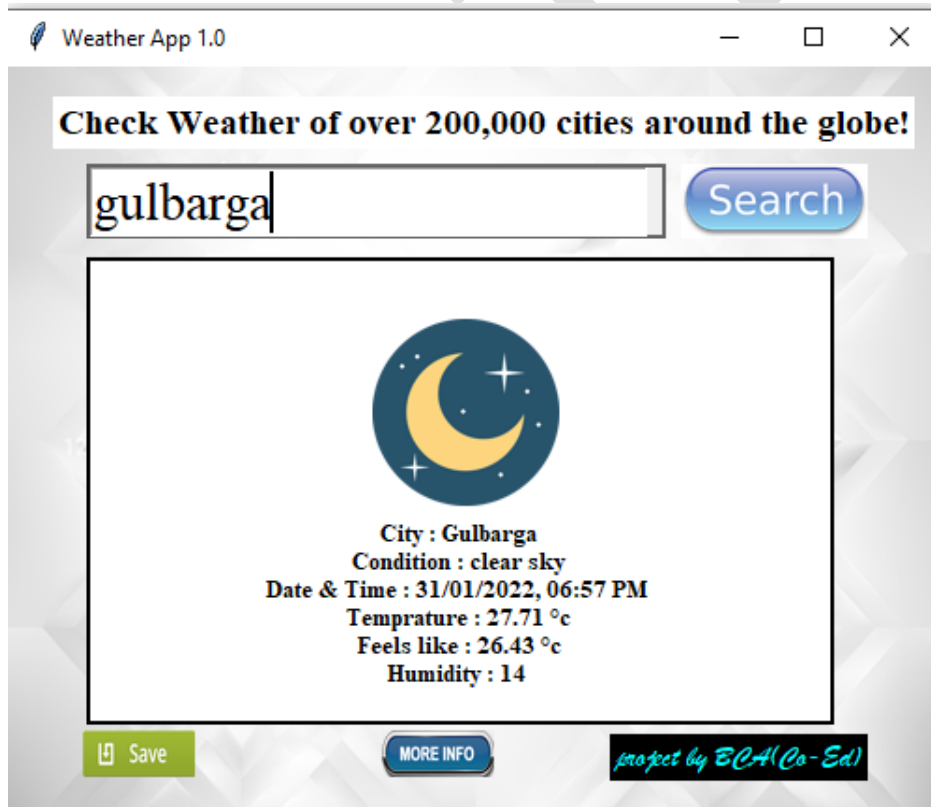 Weather App 1.0
Check Weather of over 200,000 cities around the globe!
gulbarga
Search
City : Gulbarga
Condition : clear sky
Date & Time : 31/01/2022, 06:57 PM
Temprature : 27.71 °c
Feels like : 26.43 °c
Humidity : 14
Save
MORE INFO
project by BCA(Co-Ed)